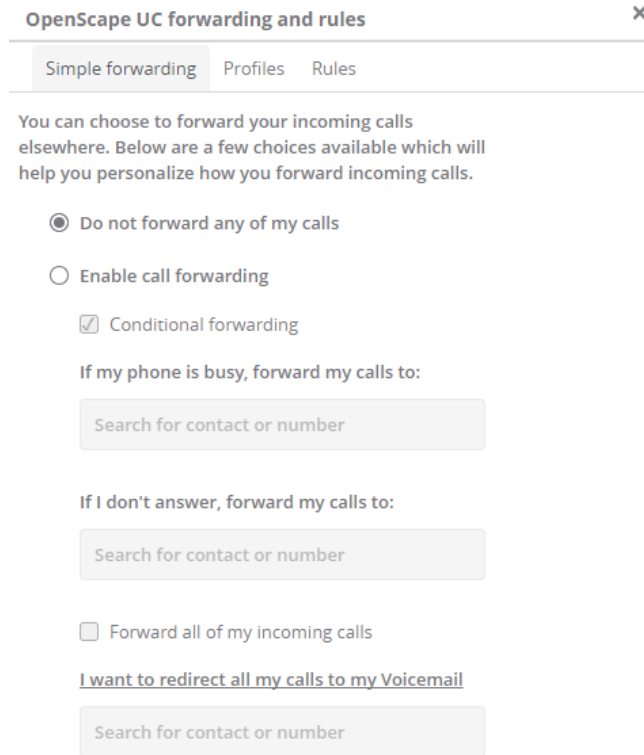 OpenScape UC forwarding and rules
Simple forwarding Profiles Rules
You can choose to forward your incoming calls
elsewhere. Below are a few choices available which will
help you personalize how you forward incoming calls.
Do not forward any of my calls
Enable call forwarding
Conditional forwarding
If my phone is busy, forward my calls to:
Search for contact or number
If I don't answer, forward my calls to:
Search for contact or number
Forward all of my incoming calls
I want to redirect all my calls to my Voicemail
Search for contact or number